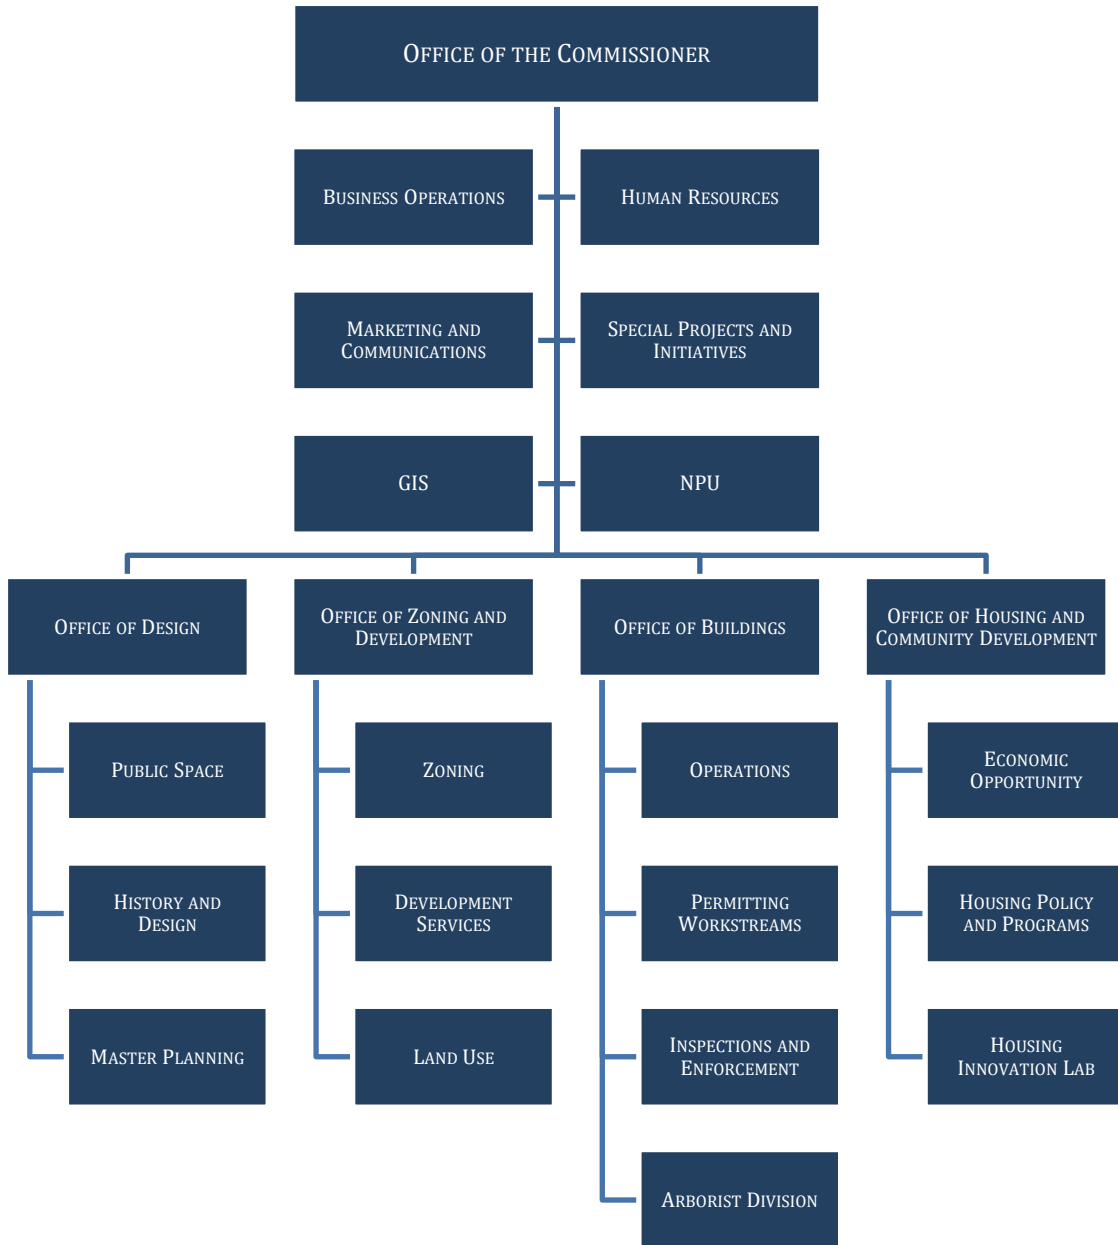 OFFICE OF THE COMMISSIONER
BUSINESS OPERATIONS
HUMAN RESOURCES
MARKETING AND
COMMUNICATIONS
SPECIAL PROJECTS AND
INITIATIVES
GIS
NPU
OFFICE OF DESIGN
OFFICE OF ZONING AND
DEVELOPMENT
OFFICE OF BUILDINGS
OFFICE OF HOUSING AND
COMMUNITY DEVELOPMENT
PUBLIC SPACE
HISTORY AND
DESIGN
MASTER PLANNING
ZONING
DEVELOPMENT
SERVICES
LAND USE
OPERATIONS
PERMITTING
WORKSTREAMS
INSPECTIONS AND
ENFORCEMENT
ARBORIST DIVISION
ECONOMIC
OPPORTUNITY
HOUSING POLICY
AND PROGRAMS
HOUSING
INNOVATION LAB